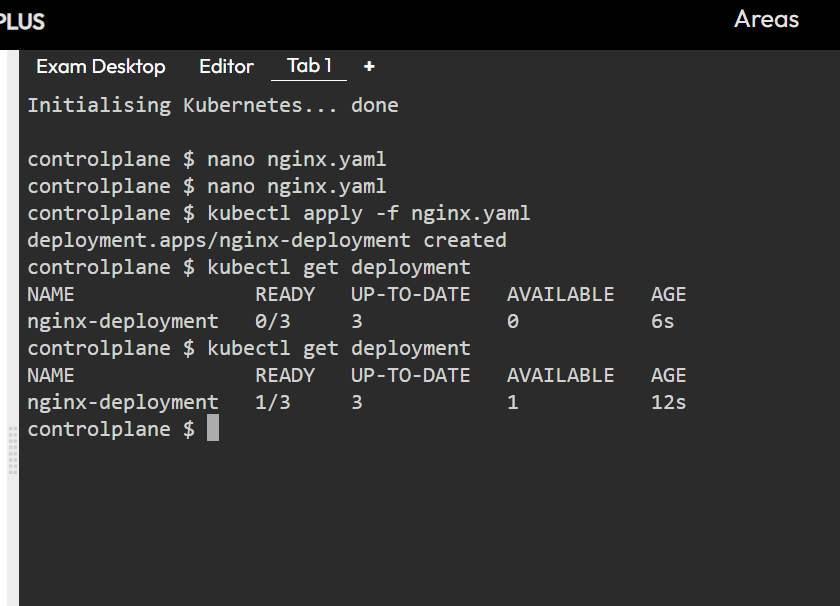 PLUS
Areas
Exam Desktop Editor Tab 1 +
Initialising Kubernetes... done
controlplane $ nano nginx.yaml
controlplane $ nano nginx.yaml
controlplane $ kubectl apply -f nginx.yaml
deployment.apps/nginx-deployment created
controlplane $ kubectl get deployment
NAME READY UP-TO-DATE AVAILABLE AGE
nginx-deployment 0/3 3 0 6s
controlplane $ kubectl get deployment
NAME READY UP-TO-DATE AVAILABLE AGE
nginx-deployment 1/3 3 1 12s
controlplane $